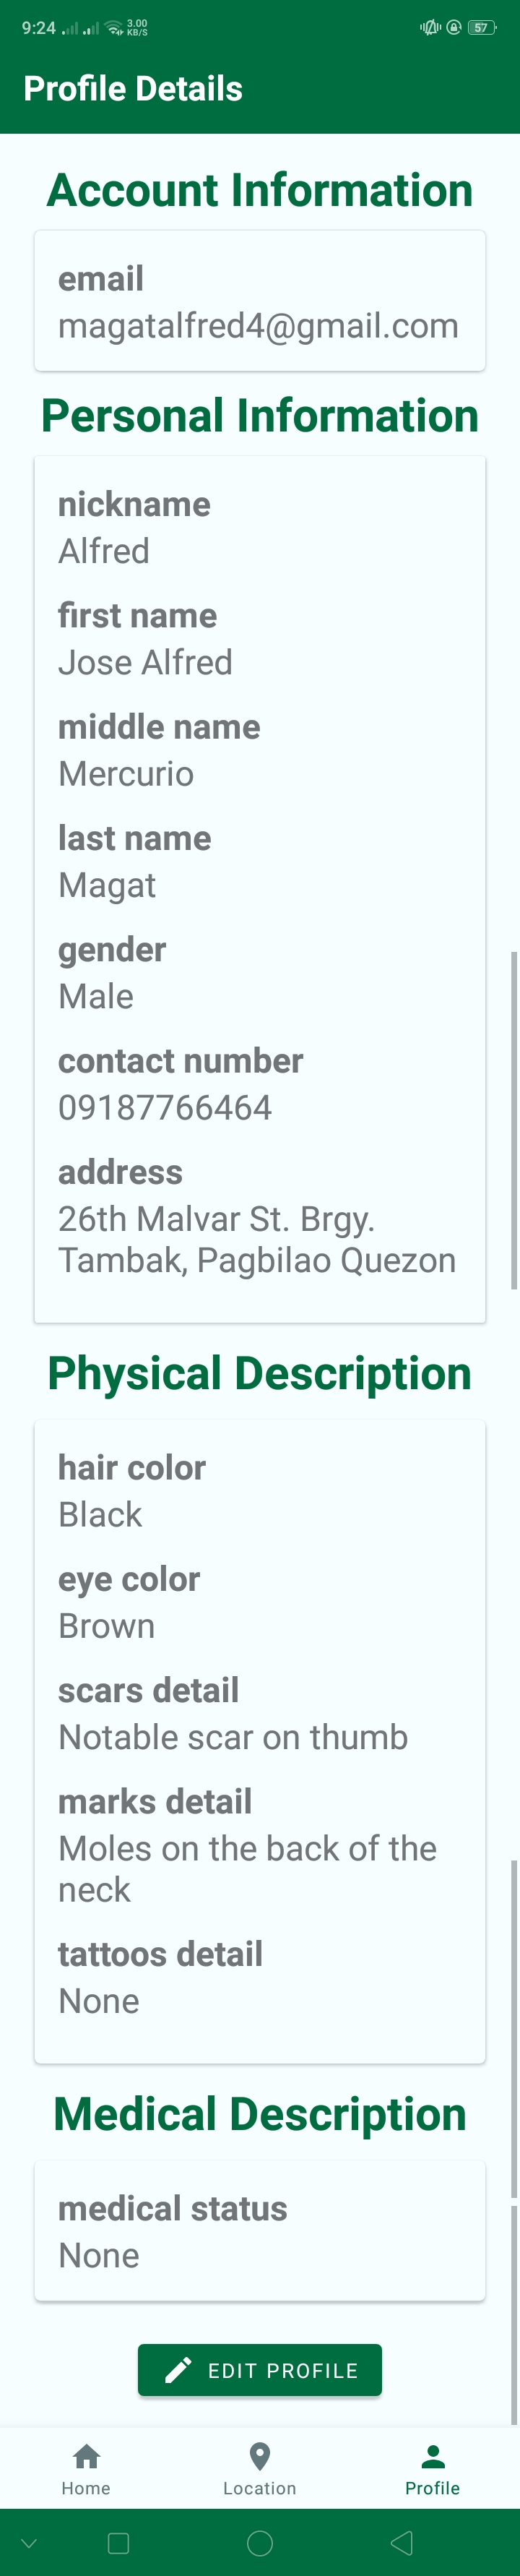 9:24 3.00 KB/S 57
Profile Details
Account Information
email
magatalfred4@gmail.com
Personal Information
nickname
Alfred
first name
Jose Alfred
middle name
Mercurio
last name
Magat
gender
Male
contact number
09187766464
address
26th Malvar St. Brgy.
Tambak, Pagbilao Quezon
Physical Description
hair color
Black
eye color
Brown
scars detail
Notable scar on thumb
marks detail
Moles on the back of the
neck
tattoos detail
None
Medical Description
medical status
None
EDIT PROFILE
Home Location Profile